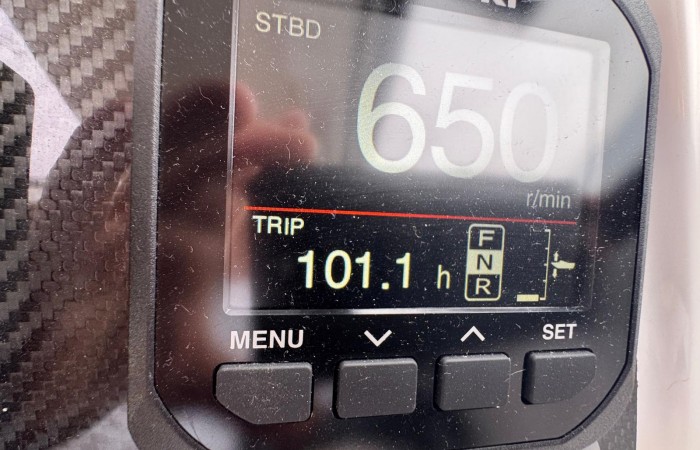 STBD
650
r/min
TRIP
101.1 h
F
N
R
MENU
SET